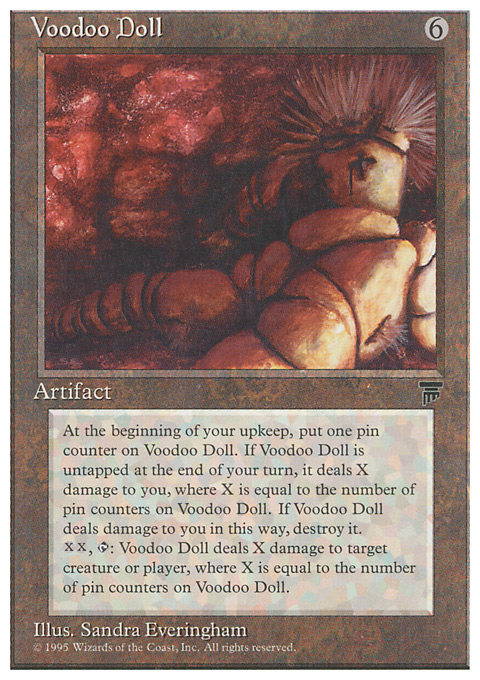 Voodoo Doll 6
Artifact
At the beginning of your upkeep, put one pin
counter on Voodoo Doll. If Voodoo Doll is
untapped at the end of your turn, it deals X
damage to you, where X is equal to the number of
pin counters on Voodoo Doll. If Voodoo Doll
deals damage to you in this way, destroy it.
X X, : Voodoo Doll deals X damage to target
creature or player, where X is equal to the number
of pin counters on Voodoo Doll.
Illus. Sandra Everingham
© 1995 Wizards of the Coast, Inc. All rights reserved.